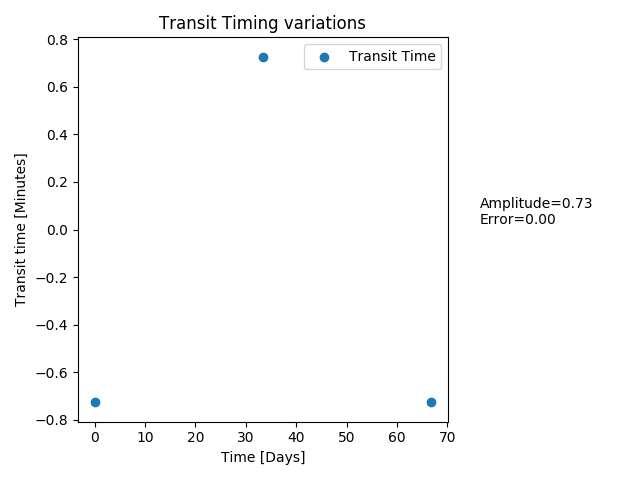 Transit Timing variations
0.8
0.6
0.4
0.2
0.0
−0.2
−0.4
−0.6
−0.8
Transit time [Minutes]
Transit Time
Amplitude=0.73
Error=0.00
0 10 20 30 40 50 60 70
Time [Days]